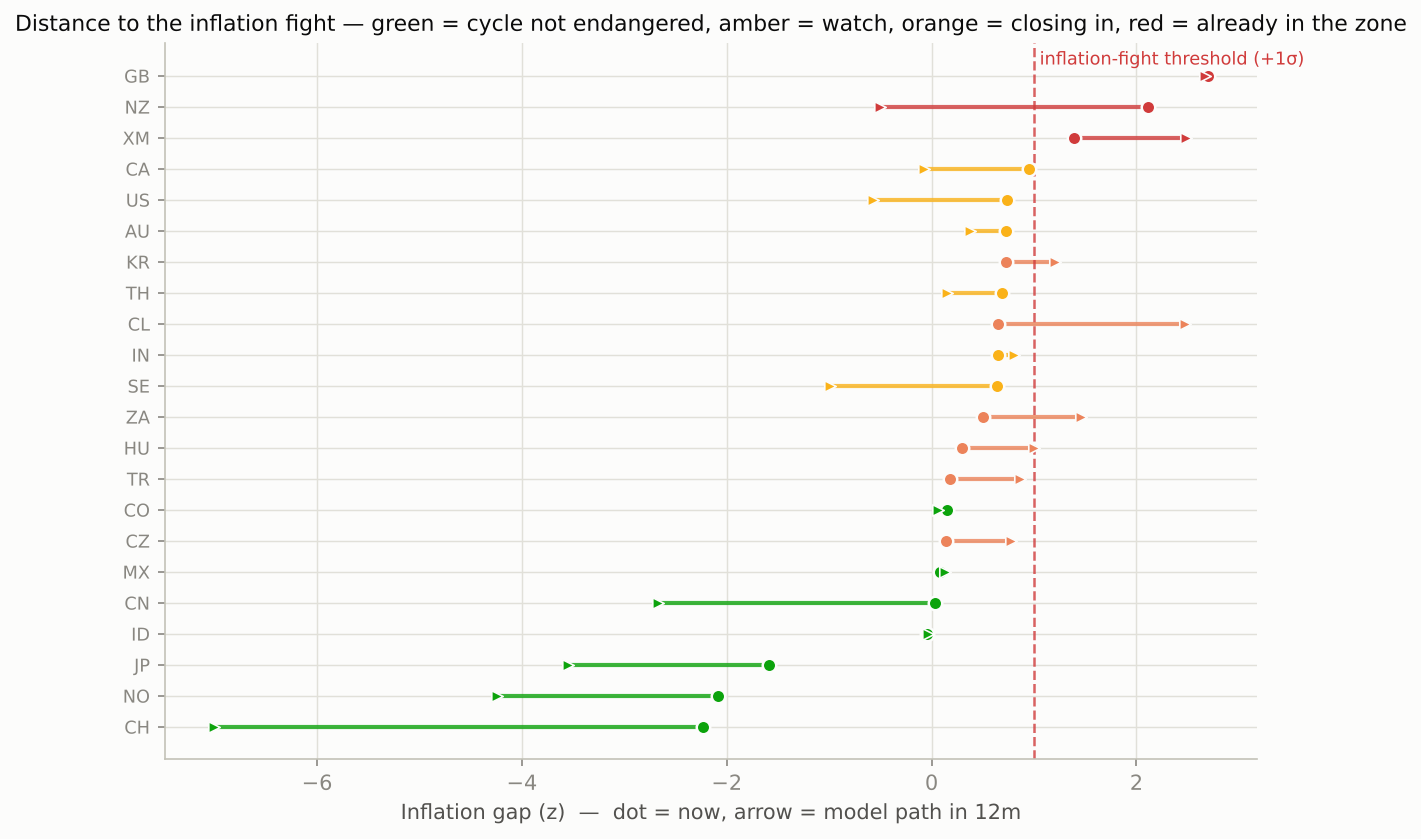 Distance to the inflation fight — green = cycle not endangered, amber = watch, orange = closing in, red = already in the zone
inflation-fight threshold (+1σ)
GB
NZ
XM
CA
US
AU
KR
TH
CL
IN
SE
ZA
HU
TR
CO
CZ
MX
CN
ID
JP
NO
CH
−6 −4 −2 0 2
Inflation gap (z) — dot = now, arrow = model path in 12m